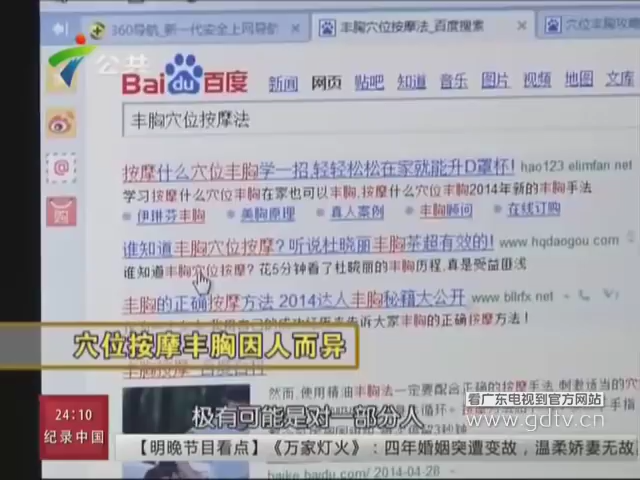 360导航_新一代安全上网导航
丰胸穴位按摩法_百度搜索
穴位丰胸攻略
公共
Bai du 百度
新闻 网页 贴吧 知道 音乐 图片 视频 地图 文库
丰胸穴位按摩法
按摩什么穴位丰胸学一招,轻轻松松在家就能升D罩杯! hao123 elimfan net
学习按摩什么穴位丰胸在家也可以丰胸,按摩什么穴位丰胸2014年新的丰胸手法
伊琳芬丰胸 美胸原理 真人案例 丰胸顾问 在线订购
谁知道丰胸穴位按摩?听说杜晓丽丰胸茶超有效的! www.hqdaogou.com
谁知道丰胸穴位按摩?花5分钟看了杜晓丽的丰胸历程,真是受益匪浅
丰胸的正确按摩方法 2014达人丰胸秘籍大公开 www.bllrfx net
告诉大家丰胸的正确按摩方法!
购
穴位按摩丰胸因人而异
然而,使用精油丰胸法一定要配合正确的按摩手法,刺激适当的穴
看广东电视到官方网站
www.gdtv.cn
24:10
纪录中国
极有可能是对一部分人
【明晚节目看点】《万家灯火》:四年婚姻突遭变故,温柔娇妻无故
baike.baidu.com/ 2014-04-28